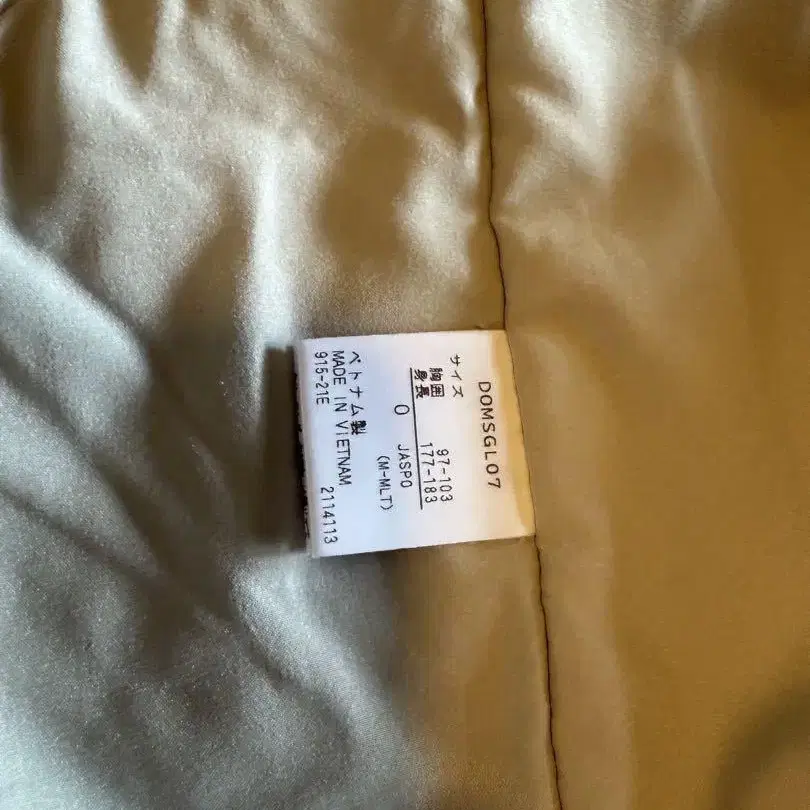 DOMSGL07
サイズ
胸囲 97-103
身長 177-183
O JASPO
(M-MLT)
ベトナム製
MADE IN VIETNAM
915-21E 2114113